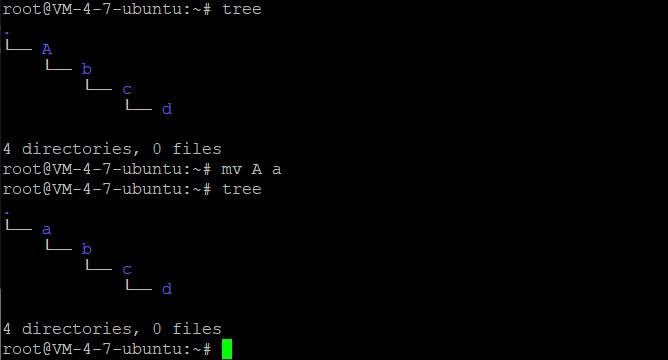 root@VM-4-7-ubuntu:~# tree
.
└── A
    └── b
        └── c
            └── d
4 directories, 0 files
root@VM-4-7-ubuntu:~# mv A a
root@VM-4-7-ubuntu:~# tree
.
└── a
    └── b
        └── c
            └── d
4 directories, 0 files
root@VM-4-7-ubuntu:~#